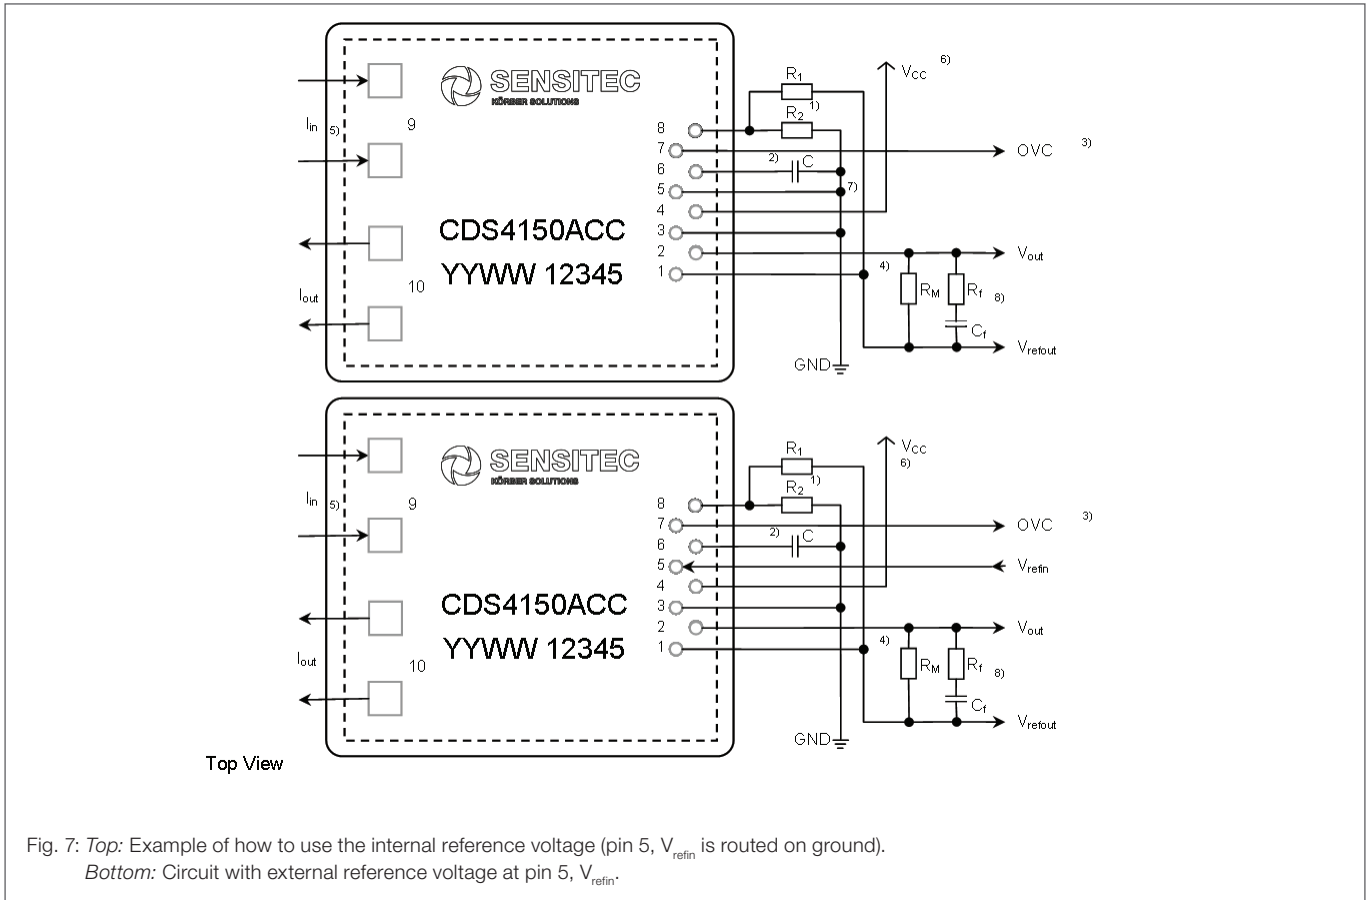 SENSITEC
KÖRBER SOLUTIONS
CDS4150ACC
YYWW 12345
Iin 5)
9
Iout
10
8
7
6
5
4
3
2
1
R1
1)
R2
2) C
7)
VCC 6)
OVC 3)
Vout
4)
RM
Rf 8)
Cf
Vrefout
GND
SENSITEC
KÖRBER SOLUTIONS
CDS4150ACC
YYWW 12345
Iin 5)
9
Iout
10
8
7
6
5
4
3
2
1
R1
1)
R2
2) C
VCC
6)
OVC 3)
Vrefin
Vout
4)
RM
Rf 8)
Cf
Vrefout
GND
Top View
Fig. 7: Top: Example of how to use the internal reference voltage (pin 5, Vrefin is routed on ground).
Bottom: Circuit with external reference voltage at pin 5, Vrefin.